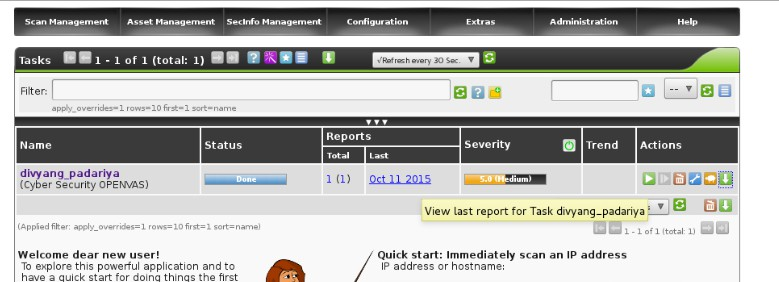 Scan Management Asset Management SecInfo Management Configuration Extras Administration Help
Tasks 1 - 1 of 1 (total: 1) ? √Refresh every 30 Sec.
Filter: ? --
apply_overrides=1 rows=10 first=1 sort=name
Name Status Reports Severity Trend Actions
Total Last
divyang_padariya Done 1 (1) Oct 11 2015 5.0 (Medium)
(Cyber Security OPENVAS)
View last report for Task divyang_padariya
(Applied filter: apply_overrides=1 rows=10 first=1 sort=name) 1 - 1 of 1 (total: 1)
Welcome dear new user! Quick start: Immediately scan an IP address
To explore this powerful application and to IP address or hostname:
have a quick start for doing things the first